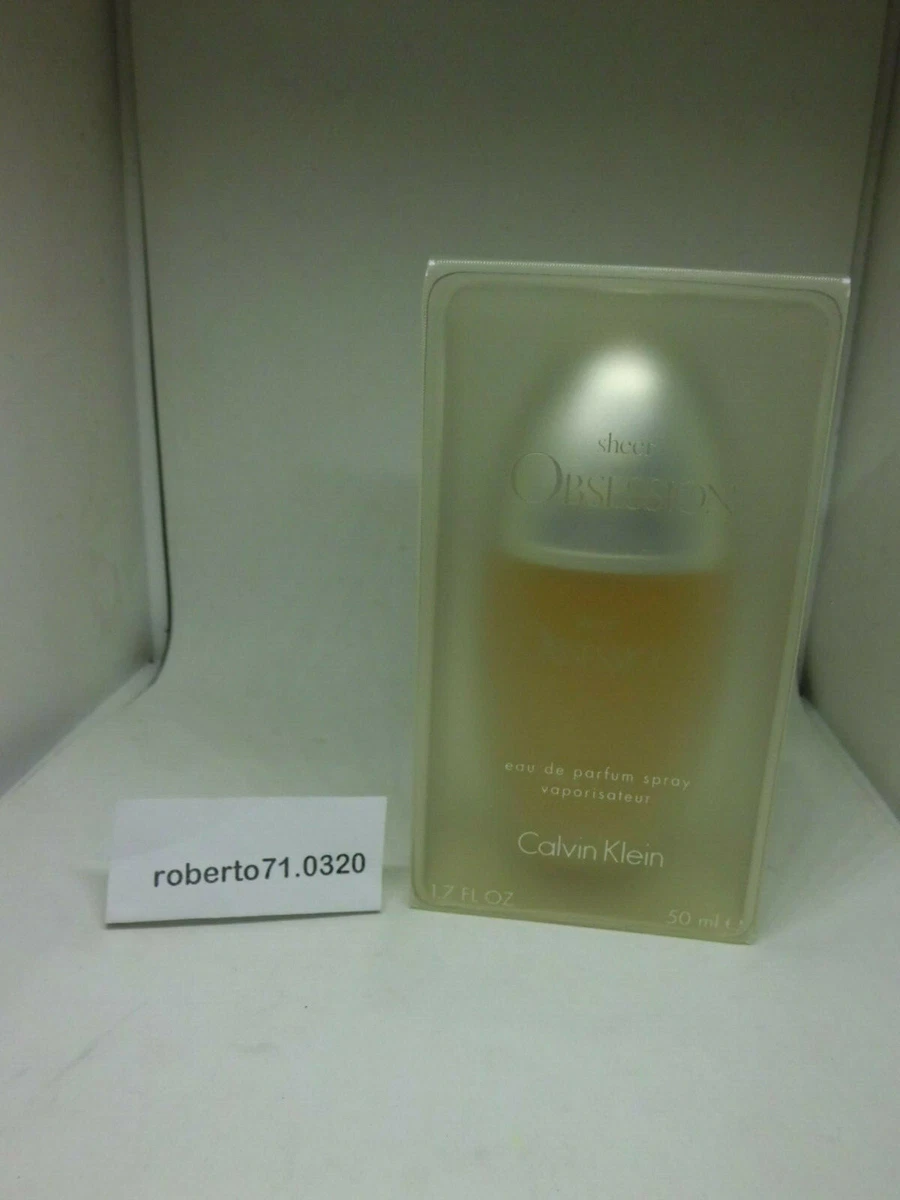 sheer
OBSESSION
eau de parfum spray
vaporisateur
Calvin Klein
1.7 FL OZ
50 ml e
roberto71.0320